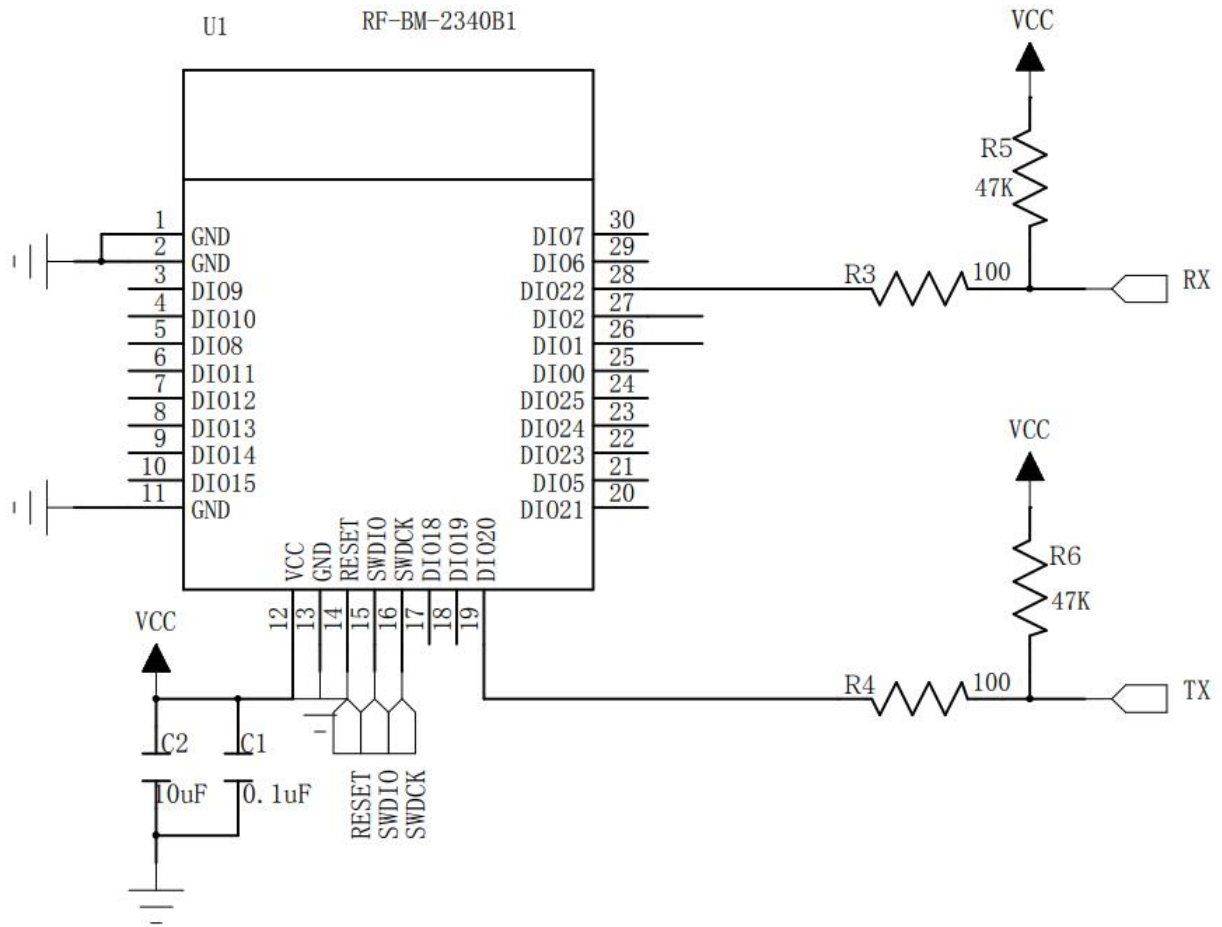 U1
RF-BM-2340B1
VCC
R5
47K
1
GND
2
GND
3
DIO9
4
DIO10
5
DIO8
6
DIO11
7
DIO12
8
DIO13
9
DIO14
10
DIO15
11
GND
30
DIO7
29
DIO6
28
DIO22
27
DIO2
26
DIO1
25
DIO0
24
DIO25
23
DIO24
22
DIO23
21
DIO5
20
DIO21
R3
100
RX
VCC
R6
47K
VCC
GND
RESET
SWDIO
SWDCK
DIO18
DIO19
DIO20
12
13
14
15
16
17
18
19
R4
100
TX
VCC
C2
10uF
C1
0.1uF
RESET
SWDIO
SWDCK